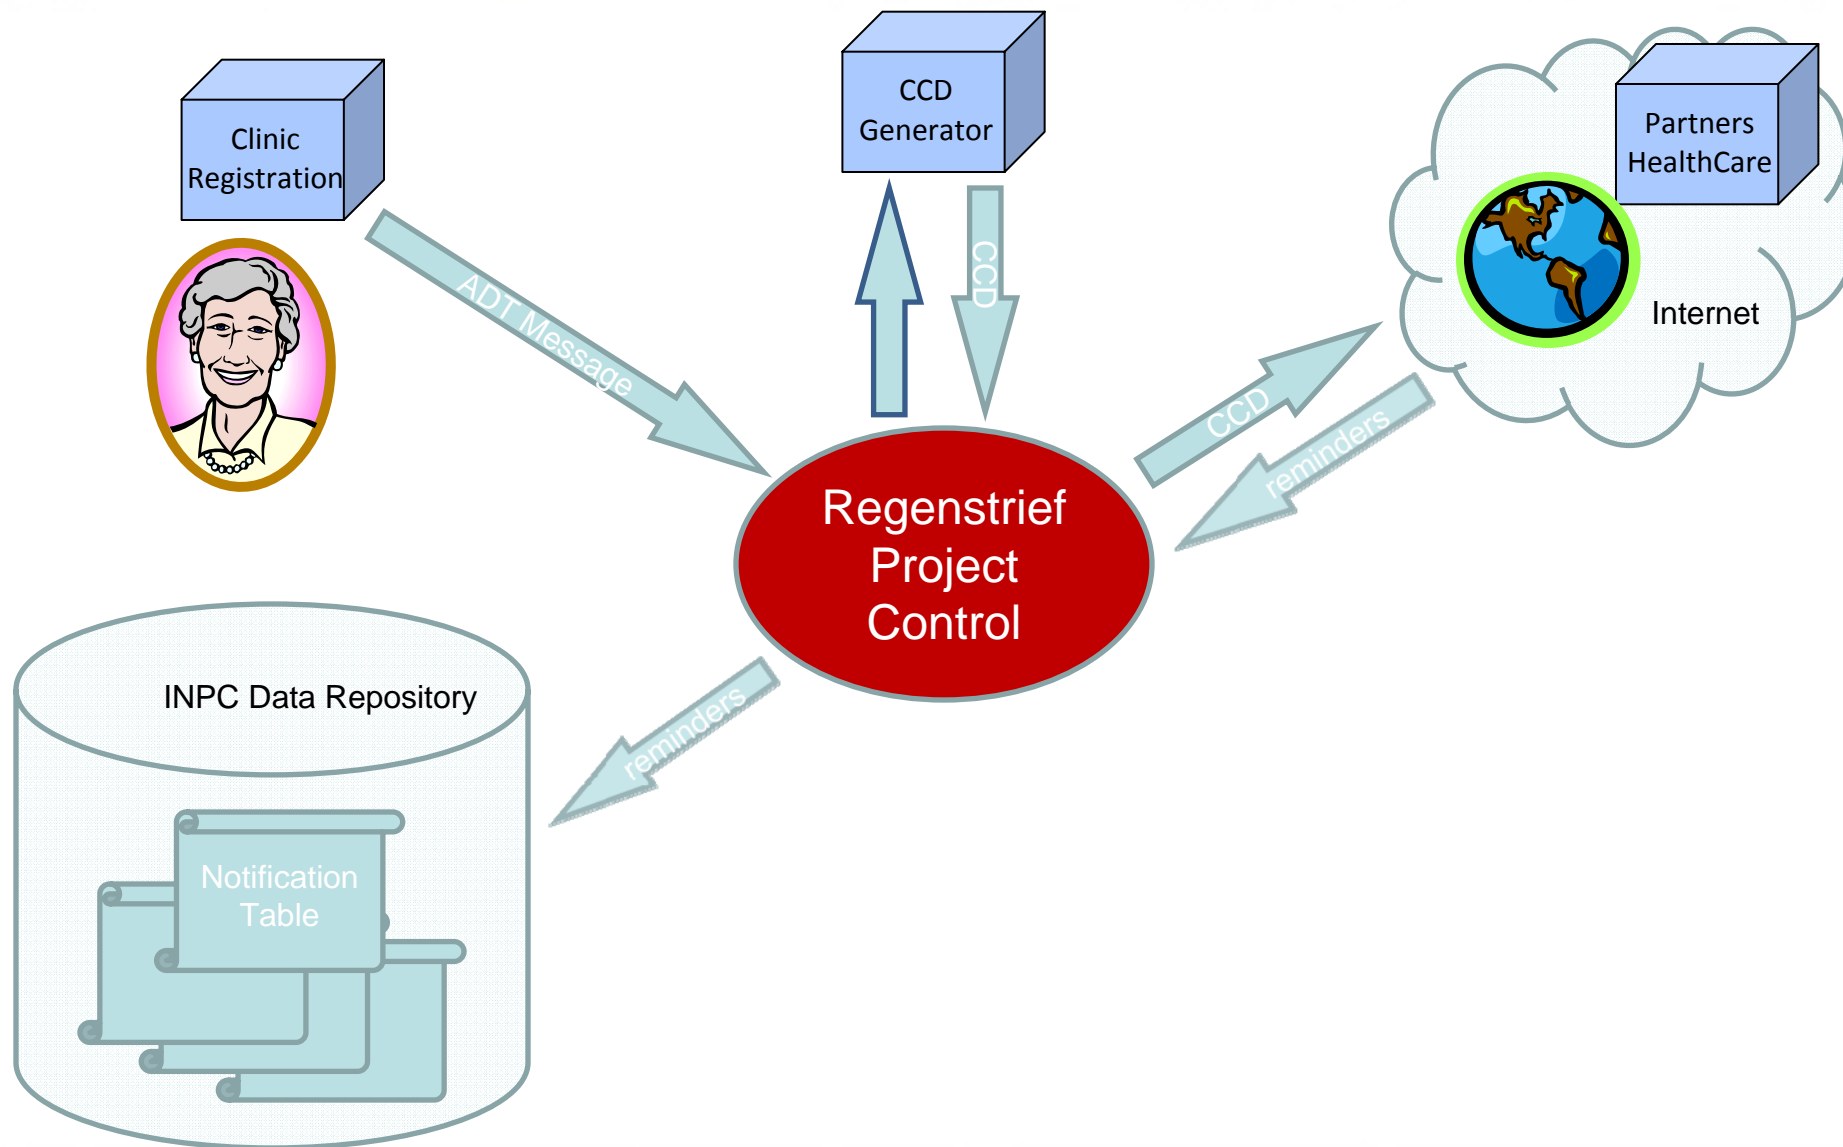 Clinic
Registration
CCD
Generator
Partners
HealthCare
Internet
ADT Message
CCD
CCD
reminders
Regenstrief
Project
Control
reminders
INPC Data Repository
Notification
Table